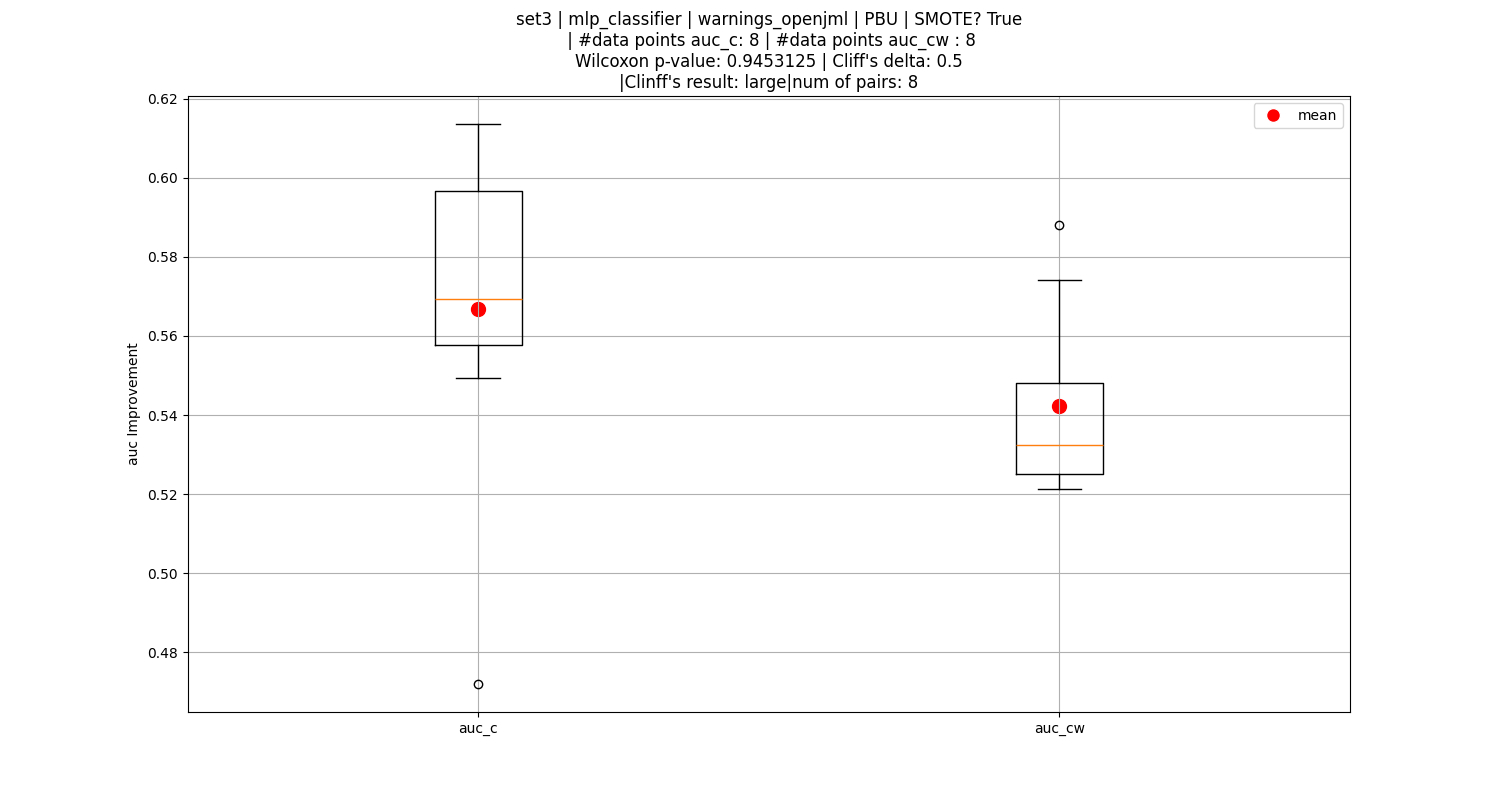 set3 | mlp_classifier | warnings_openjml | PBU | SMOTE? True
| #data points auc_c: 8 | #data points auc_cw : 8
Wilcoxon p-value: 0.9453125 | Cliff's delta: 0.5
|Clinff's result: large|num of pairs: 8
mean
0.62
0.60
0.58
0.56
0.54
0.52
0.50
0.48
auc Improvement
auc_c
auc_cw